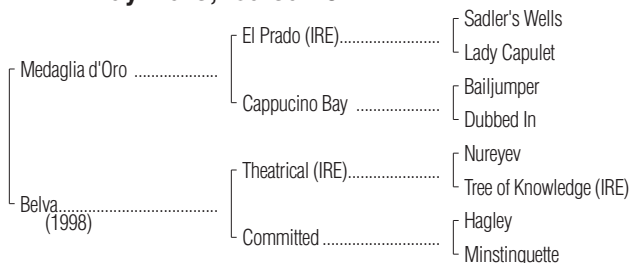 Sadler's Wells
El Prado (IRE)
Lady Capulet
Medaglia d'Oro
Bailjumper
Cappucino Bay
Dubbed In
Nureyev
Theatrical (IRE)
Tree of Knowledge (IRE)
Belva
(1998)
Hagley
Committed
Minstinguette